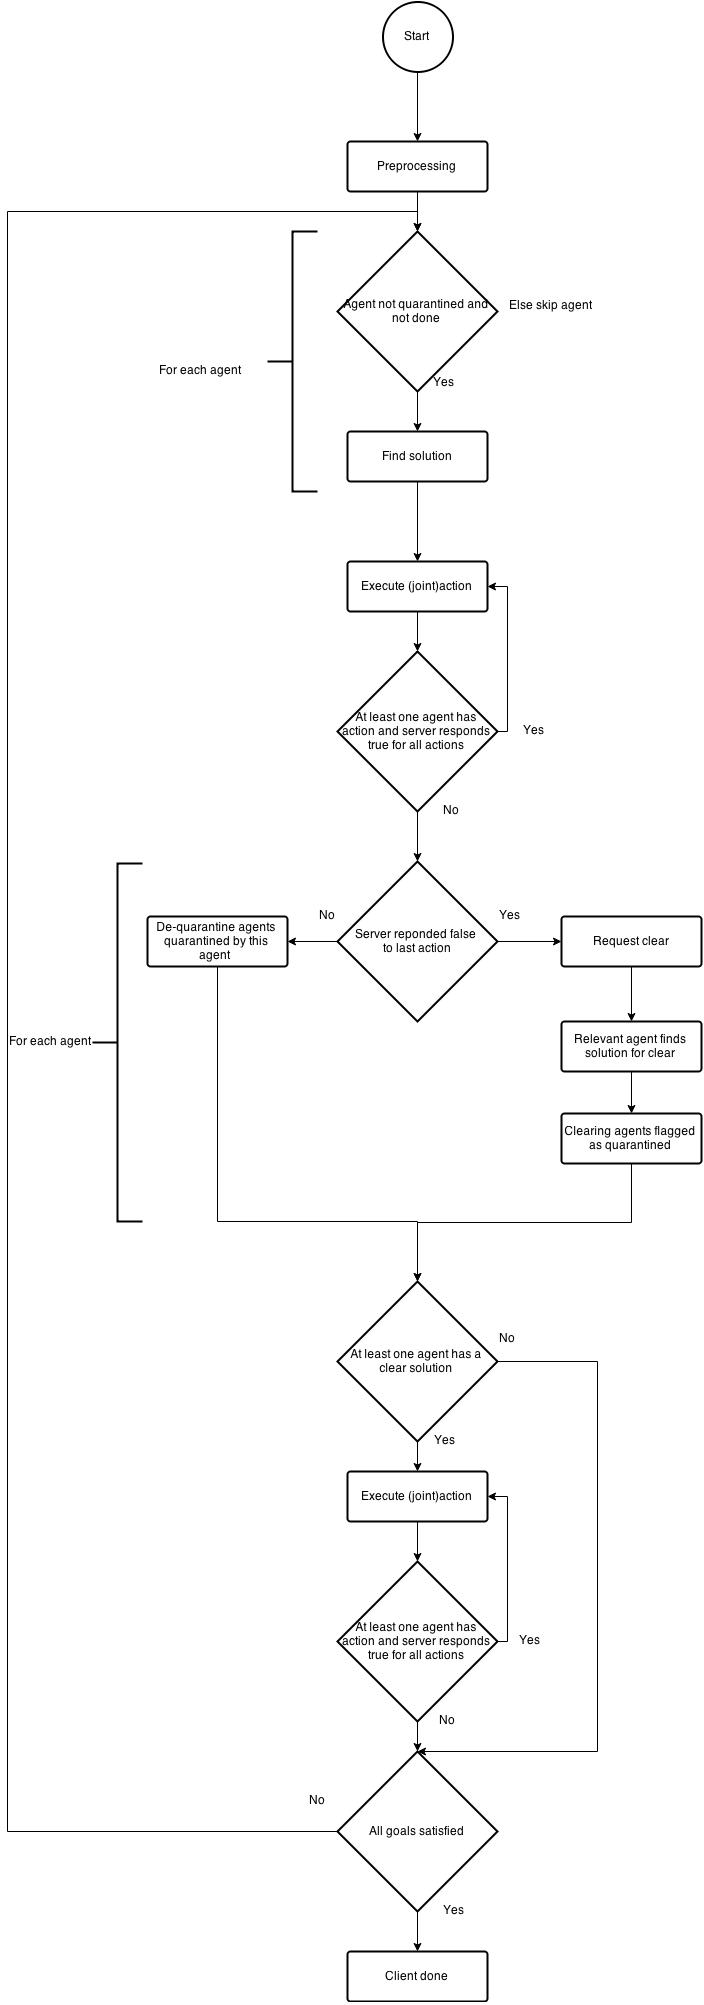 Start
Preprocessing
Agent not quarantined and
not done
Else skip agent
Yes
For each agent
Find solution
Execute (joint)action
At least one agent has
action and server responds
true for all actions
Yes
No
De-quarantine agents
quarantined by this
agent
No
Server reponded false
to last action
Yes
Request clear
For each agent
Relevant agent finds
solution for clear
Clearing agents flagged
as quarantined
At least one agent has a
clear solution
No
Yes
Execute (joint)action
At least one agent has
action and server responds
true for all actions
Yes
No
No
All goals satisfied
Yes
Client done